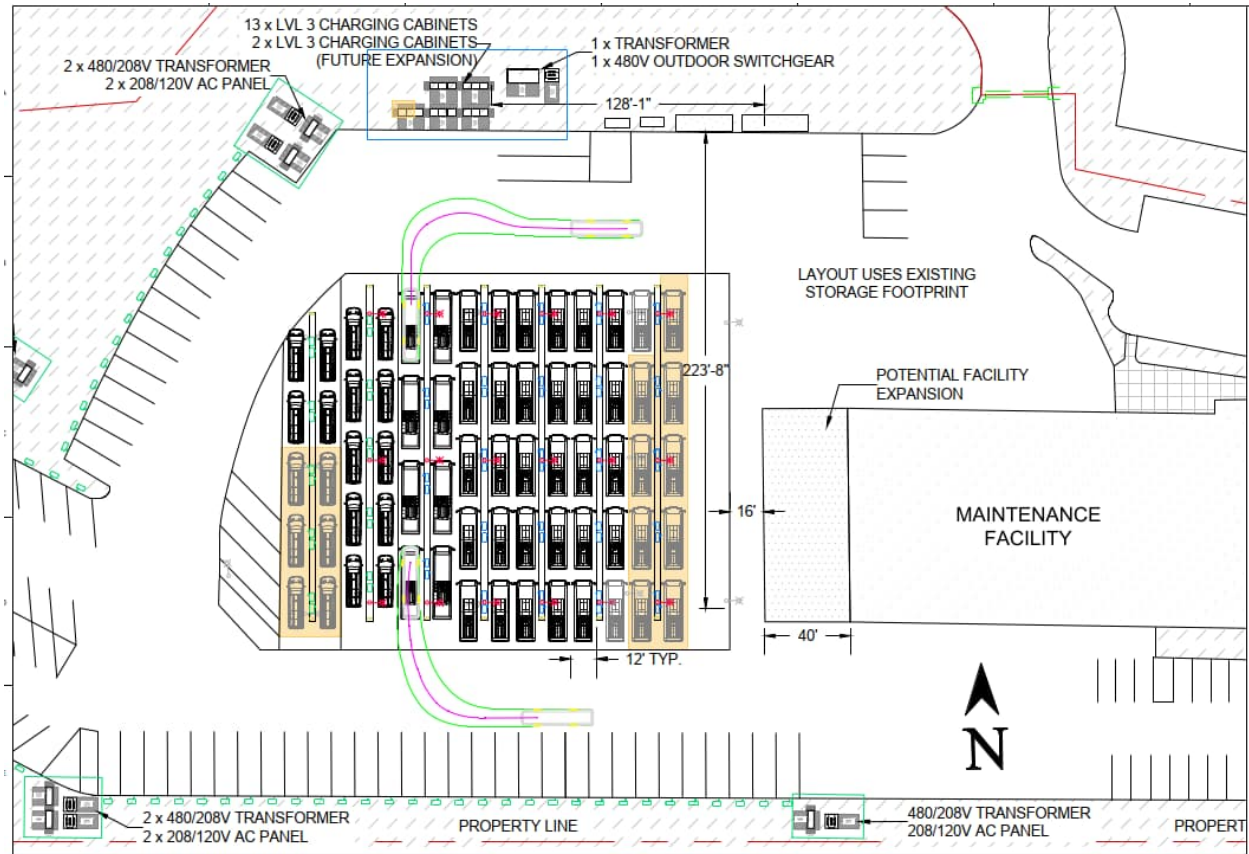 13 x LVL 3 CHARGING CABINETS
2 x LVL 3 CHARGING CABINETS
(FUTURE EXPANSION)
1 x TRANSFORMER
1 x 480V OUTDOOR SWITCHGEAR
2 x 480/208V TRANSFORMER
2 x 208/120V AC PANEL
128'-1"
LAYOUT USES EXISTING
STORAGE FOOTPRINT
223'-8"
POTENTIAL FACILITY
EXPANSION
16'
MAINTENANCE
FACILITY
40'
12' TYP.
N
2 x 480/208V TRANSFORMER
2 x 208/120V AC PANEL
PROPERTY LINE
480/208V TRANSFORMER
208/120V AC PANEL
PROPERT